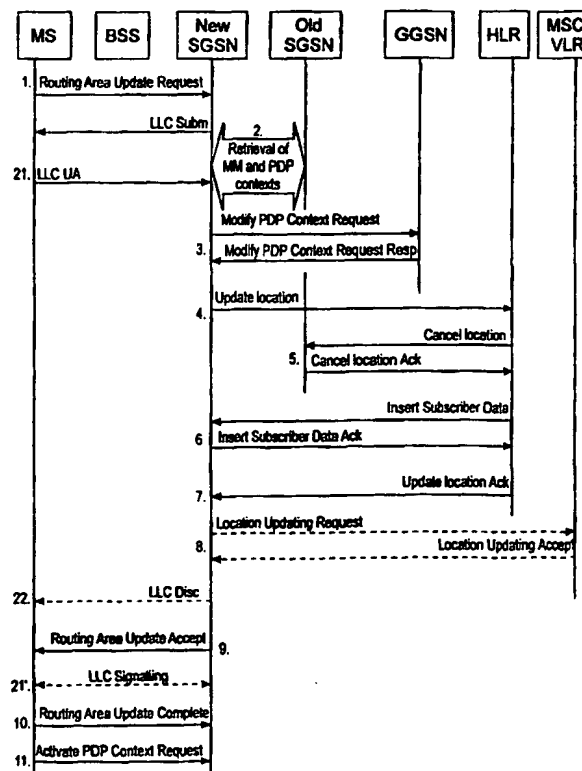 MS BSS New SGSN Old SGSN GGSN HLR MSC/ VLR
1. Routing Area Update Request
LLC Subm
2.
Retrieval of
MM and PDP
contexts
21. LLC UA
Modify PDP Context Request
3. Modify PDP Context Request Resp
4. Update location
Cancel location
5. Cancel location Ack
Insert Subscriber Data
6 Insert Subscriber Data Ack
7. Update location Ack
Location Updating Request
8. Location Updating Accept
22. LLC Disc
Routing Area Update Accept 9.
21'. LLC Signalling
10. Routing Area Update Complete
11. Activate PDP Context Request